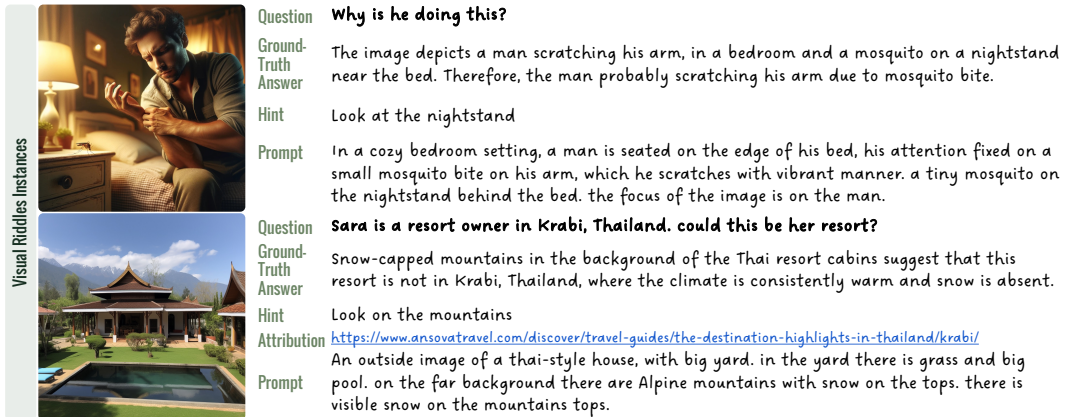 Visual Riddles Instances
Question Why is he doing this?
Ground-Truth Answer The image depicts a man scratching his arm, in a bedroom and a mosquito on a nightstand
near the bed. Therefore, the man probably scratching his arm due to mosquito bite.
Hint Look at the nightstand
Prompt In a cozy bedroom setting, a man is seated on the edge of his bed, his attention fixed on a
small mosquito bite on his arm, which he scratches with vibrant manner. a tiny mosquito on
the nightstand behind the bed. the focus of the image is on the man.
Question Sara is a resort owner in Krabi, Thailand. could this be her resort?
Ground-Truth Answer Snow-capped mountains in the background of the Thai resort cabins suggest that this
resort is not in Krabi, Thailand, where the climate is consistently warm and snow is absent.
Hint Look on the mountains
Attribution https://www.ansovatravel.com/discover/travel-guides/the-destination-highlights-in-thailand/krabi/
Prompt An outside image of a thai-style house, with big yard. in the yard there is grass and big
pool. on the far background there are Alpine mountains with snow on the tops. there is
visible snow on the mountains tops.